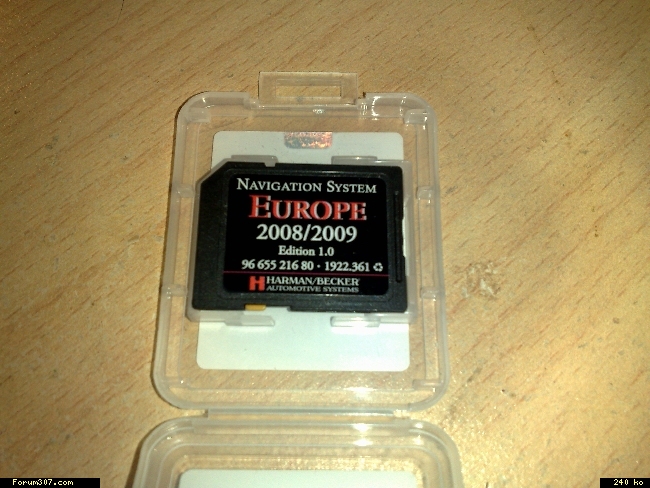 NAVIGATION SYSTEM
EUROPE
2008/2009
Edition 1.0
96 655 216 80 · 1922.361 ♻
HARMAN/BECKER
AUTOMOTIVE SYSTEMS
Forum307.com
240 ko